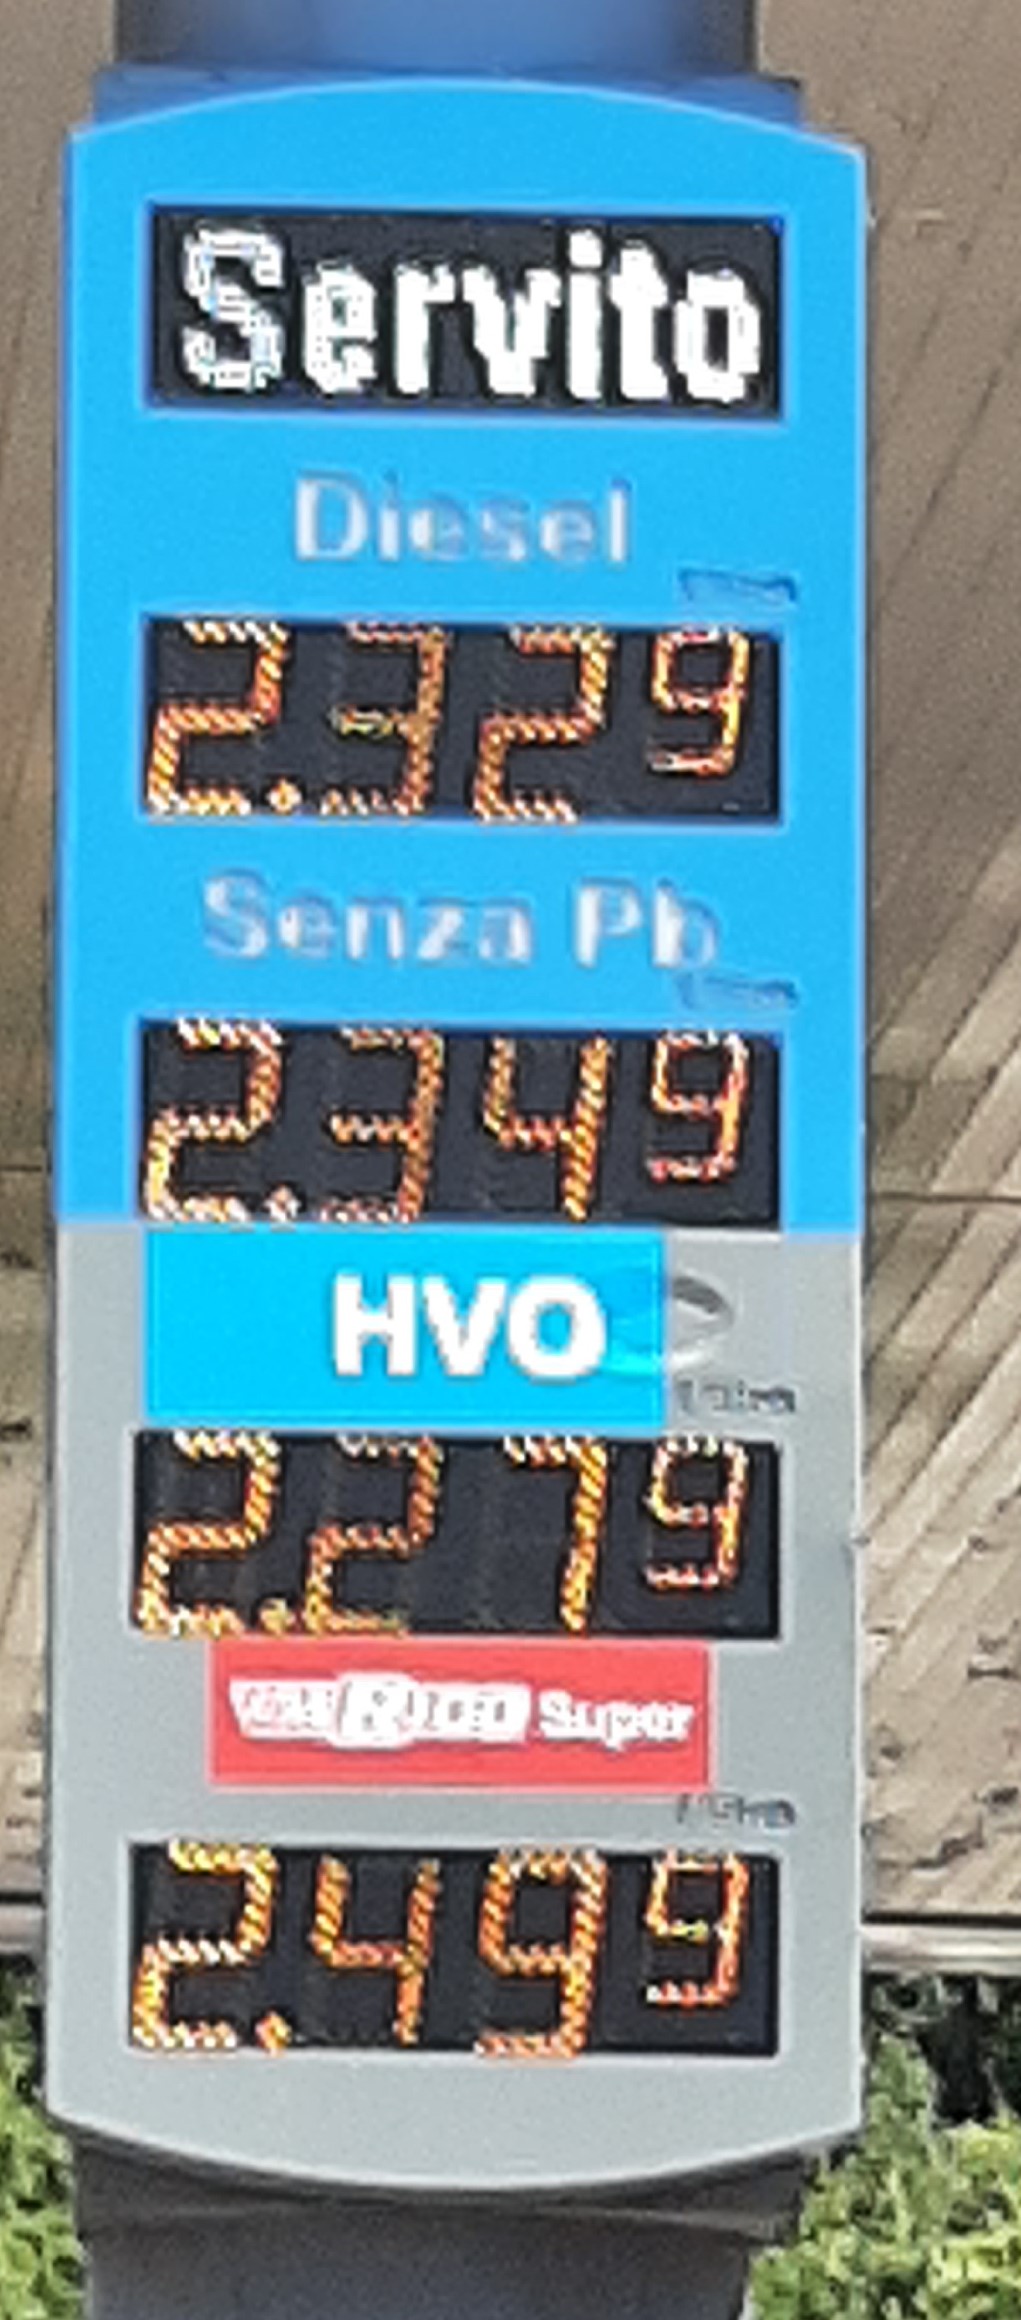 Servito
Diesel
2.329
Senza Pb
2.349
HVO
2.279
Super
2.499